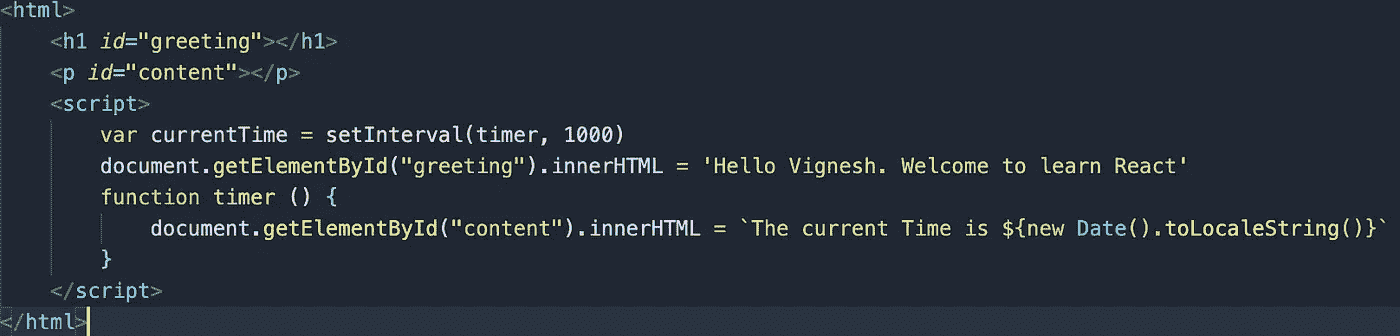 <html>
<h1 id="greeting"></h1>
<p id="content"></p>
<script>
var currentTime = setInterval(timer, 1000)
document.getElementById("greeting").innerHTML = 'Hello Vignesh. Welcome to learn React'
function timer () {
document.getElementById("content").innerHTML = `The current Time is ${new Date().toLocaleString()}`
}
</script>
</html>